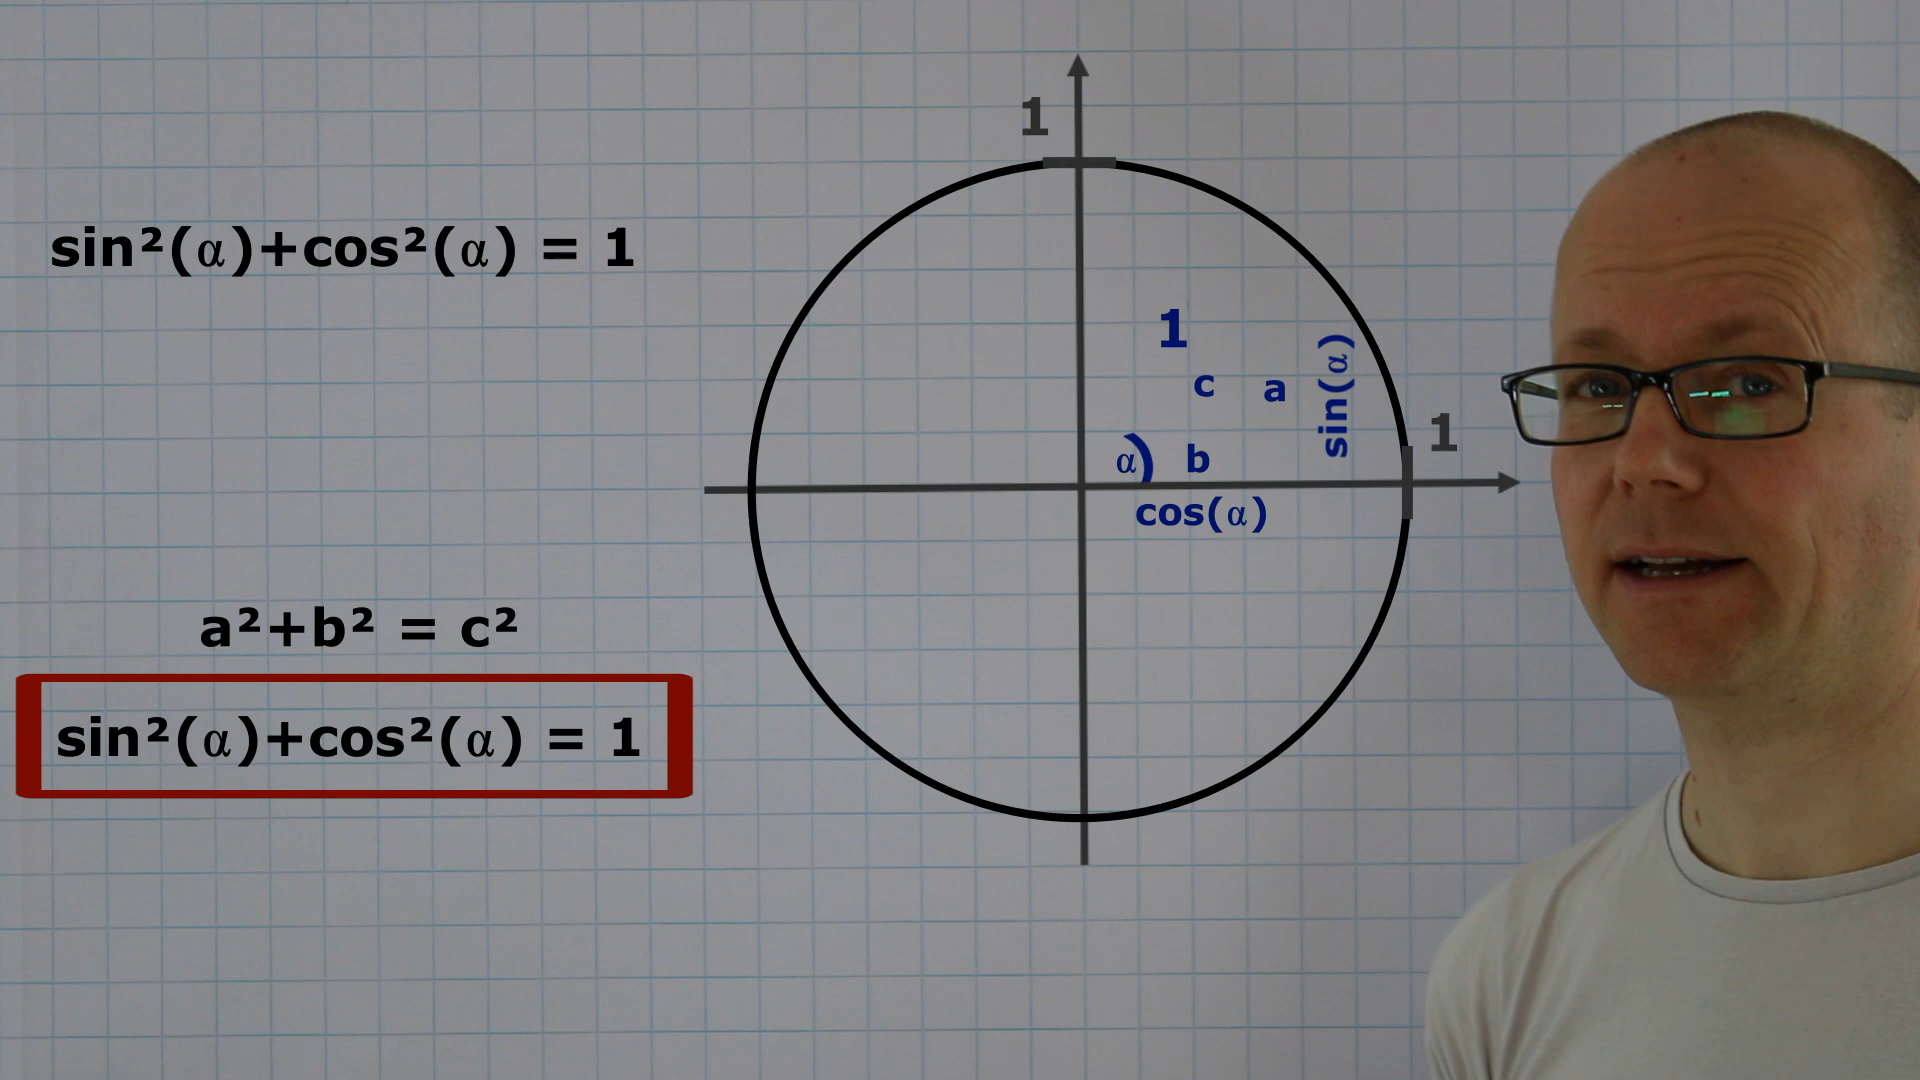 sin²(α)+cos²(α) = 1
a²+b² = c²
sin²(α)+cos²(α) = 1
1
1
c
a
sin(α)
α
b
cos(α)
1